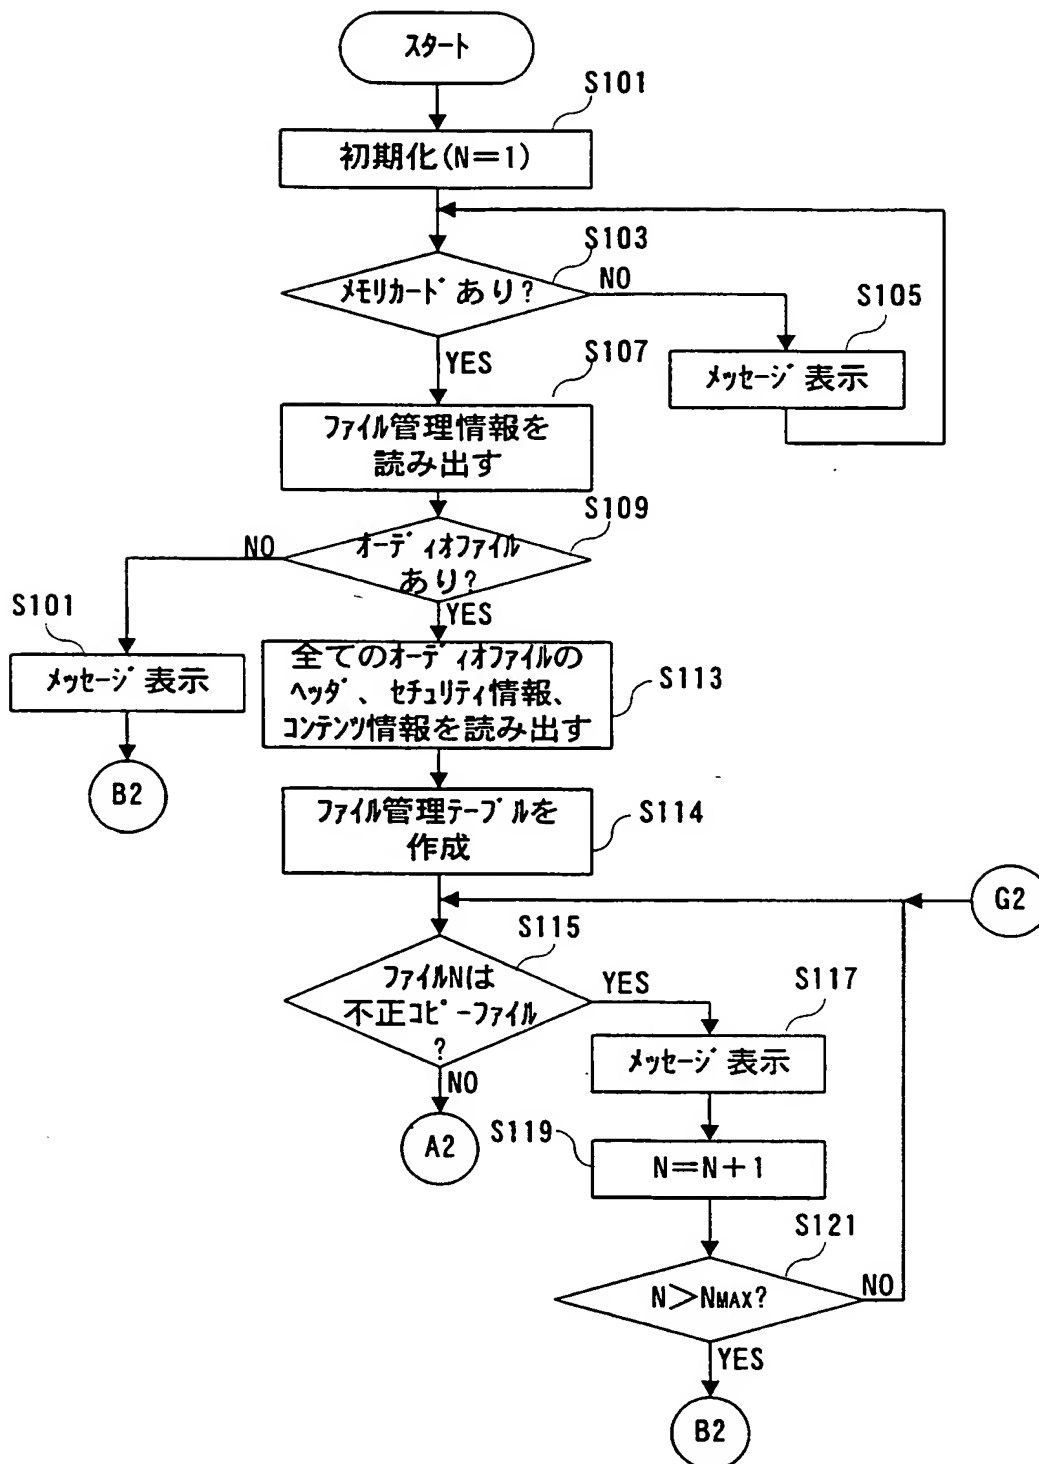 スタート
S101
初期化(N=1)
S103
メモリカードあり?
NO
S105
YES
S107
メッセージ表示
ファイル管理情報を
読み出す
S109
NO
オーディオファイル
あり?
S101
YES
メッセージ表示
全てのオーディオファイルの
ヘッダ、セキュリティ情報、
コンテンツ情報を読み出す
S113
B2
ファイル管理テーブルを
作成
S114
G2
S115
ファイルNは
不正コピーファイル
?
YES
S117
メッセージ表示
NO
A2
S119
N=N+1
S121
N>NMAX?
NO
YES
B2